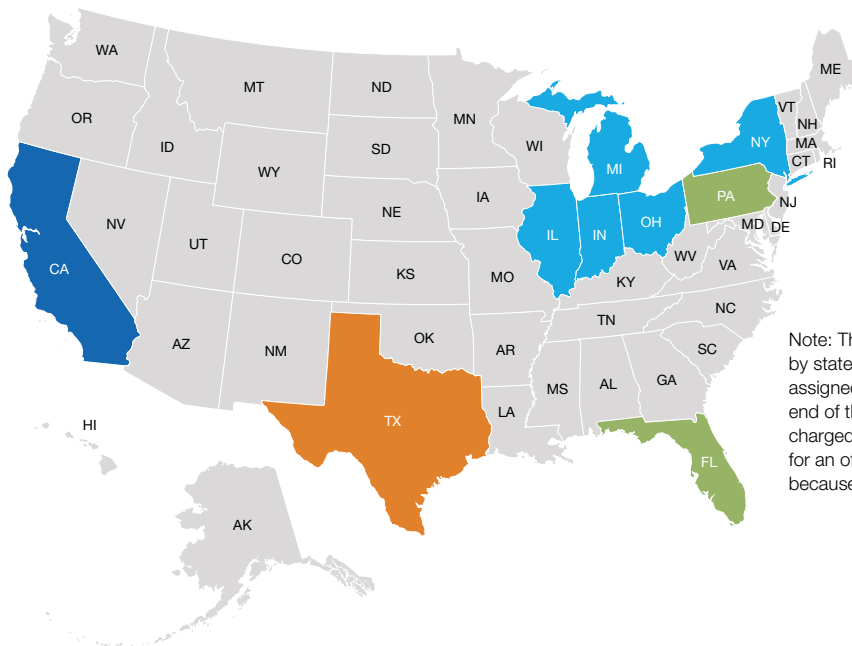 WA
MT
ND
MN
ME
OR
ID
WY
SD
WI
MI
NY
VT
NH
MA
CT
RI
NV
UT
CO
NE
IA
IL
IN
OH
PA
NJ
MD
DE
CA
KS
MO
KY
WV
VA
AZ
NM
OK
AR
TN
NC
SC
TX
LA
MS
AL
GA
FL
HI
AK
Note:
by state
assigned
end of
charged
for an
because